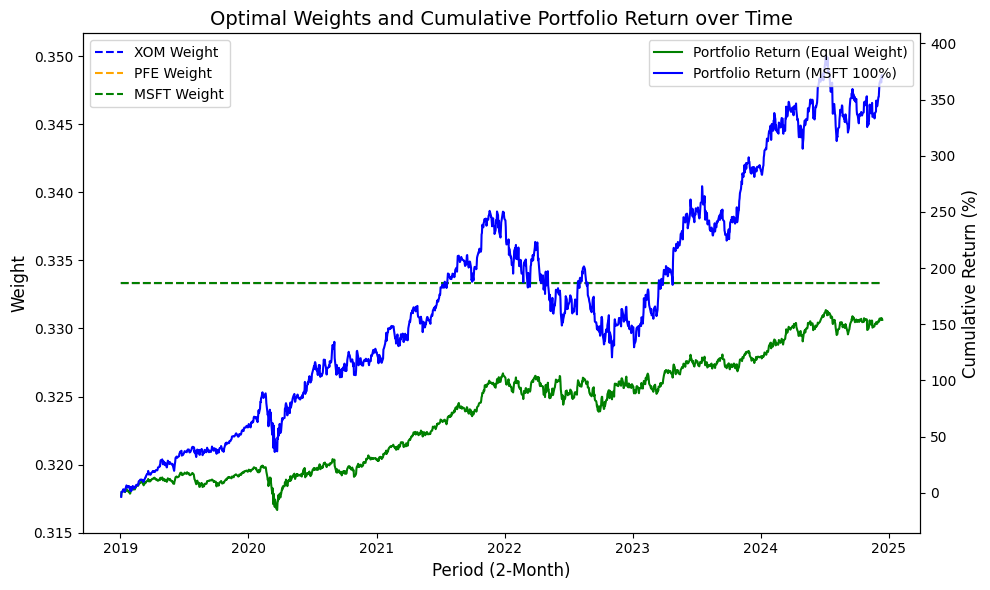 Optimal Weights and Cumulative Portfolio Return over Time
XOM Weight
PFE Weight
MSFT Weight
Portfolio Return (Equal Weight)
Portfolio Return (MSFT 100%)
Weight
0.350
0.345
0.340
0.335
0.330
0.325
0.320
0.315
400
350
300
250
200
150
100
50
0
Cumulative Return (%)
2019
2020
2021
2022
2023
2024
2025
Period (2-Month)